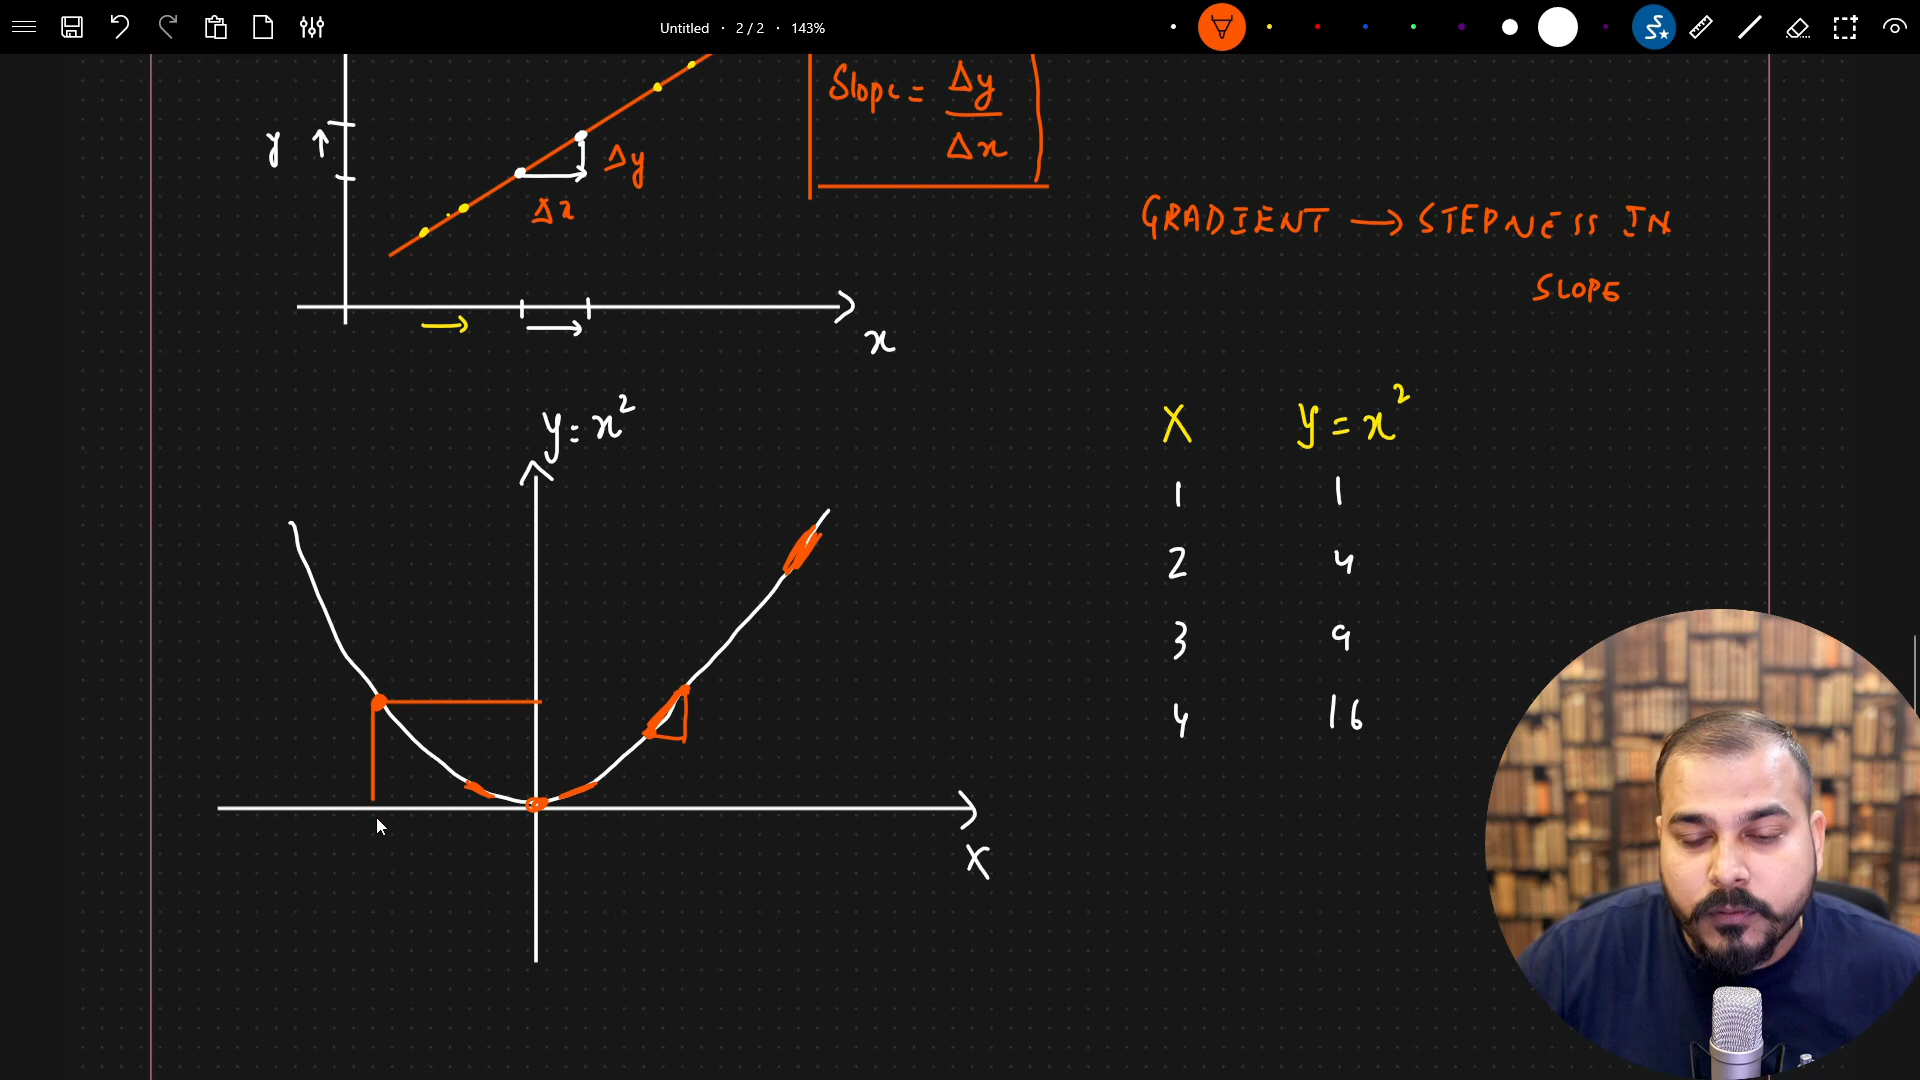 Untitled · 2 / 2 · 143%
Slope = Δy
Δx
y
Δy
Δx
GRADIENT → STEPNESS IN
SLOPE
x
y = x²
X y = x²
1 1
2 4
3 9
4 16
X